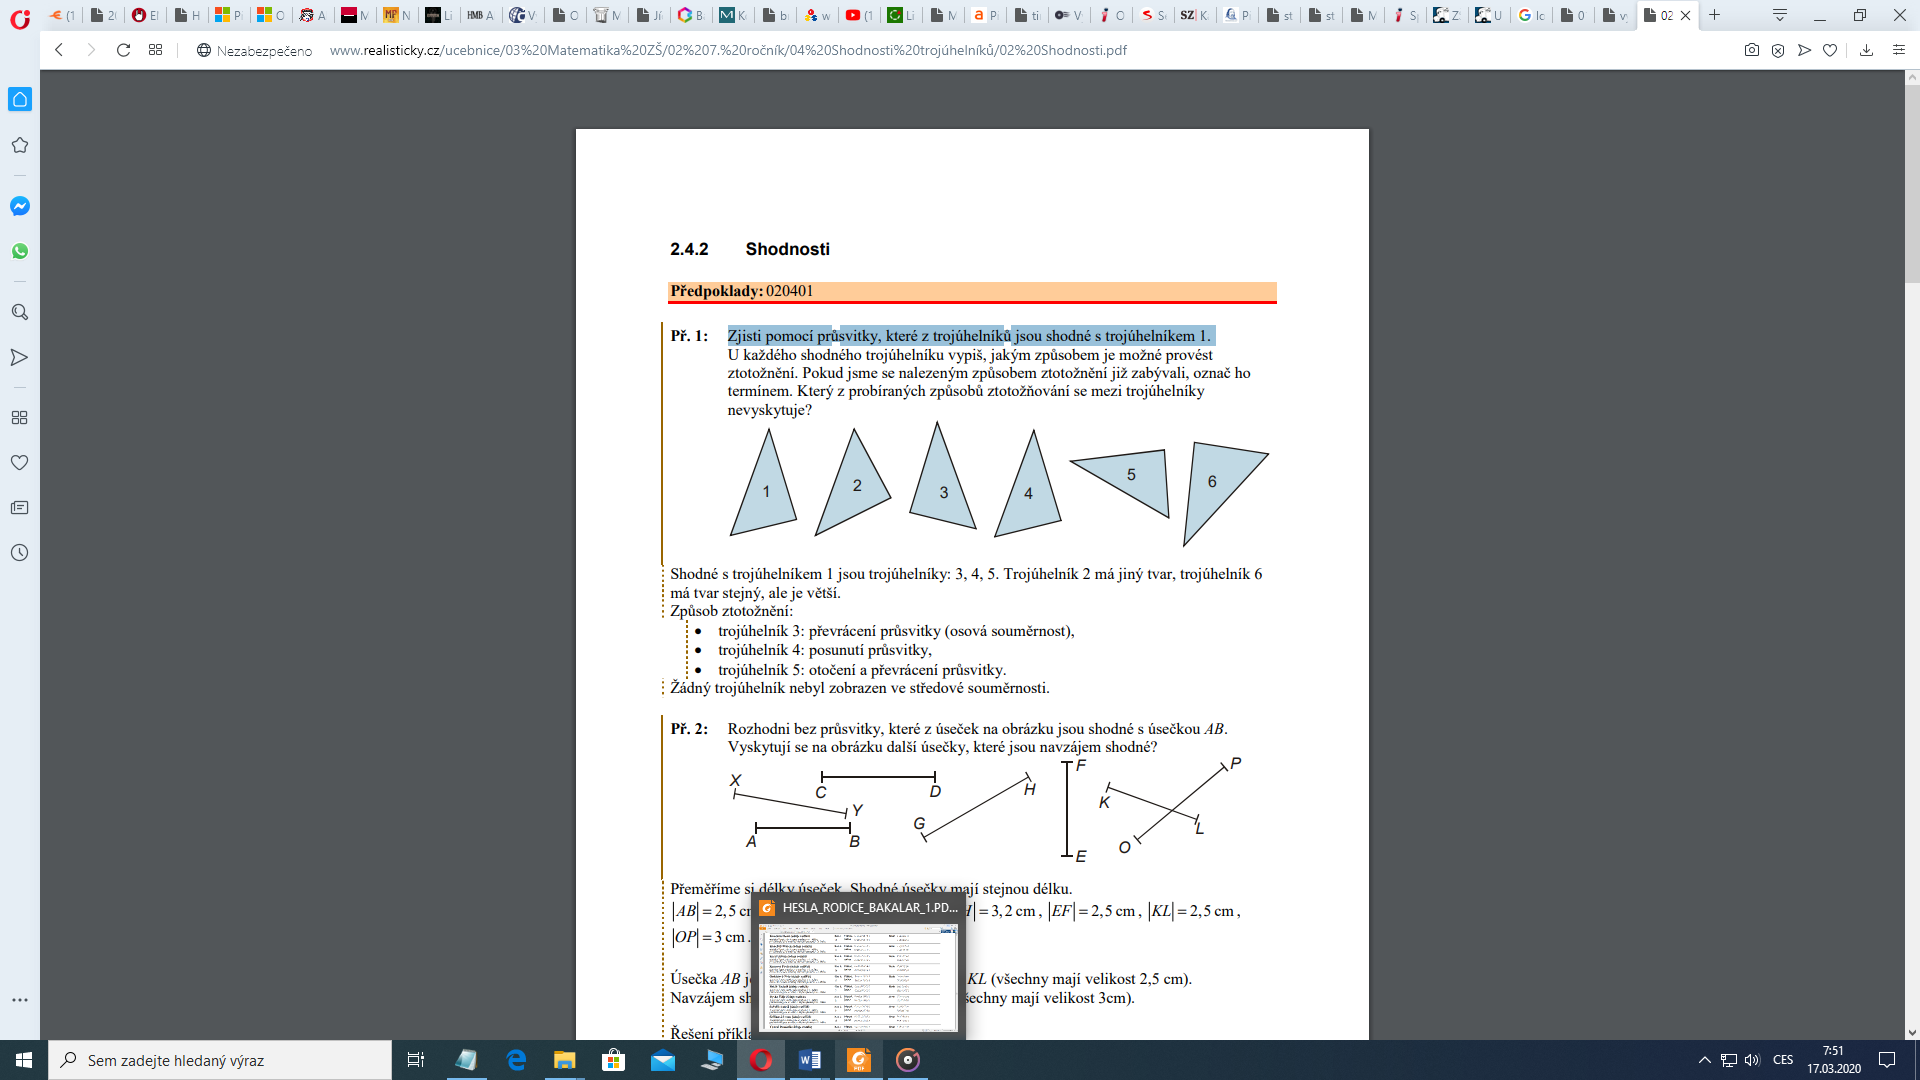 Nezabezpečeno www.realisticky.cz/ucebnice/03%20Matematika%20ZŠ/02%207.%20ročník/04%20Shodnosti%20trojúhelníků/02%20Shodnosti.pdf
2.4.2 Shodnosti
Předpoklady: 020401
Př. 1: Zjisti pomocí průsvitky, které z trojúhelníků jsou shodné s trojúhelníkem 1.
U každého shodného trojúhelníku vypiš, jakým způsobem je možné provést
ztotožnění. Pokud jsme se nalezeným způsobem ztotožnění již zabývali, označ ho
termínem. Který z probíraných způsobů ztotožňování se mezi trojúhelníky
nevyskytuje?
1 2 3 4 5 6
Shodné s trojúhelníkem 1 jsou trojúhelníky: 3, 4, 5. Trojúhelník 2 má jiný tvar, trojúhelník 6
má tvar stejný, ale je větší.
Způsob ztotožnění:
• trojúhelník 3: převrácení průsvitky (osová souměrnost),
• trojúhelník 4: posunutí průsvitky,
• trojúhelník 5: otočení a převrácení průsvitky.
Žádný trojúhelník nebyl zobrazen ve středové souměrnosti.
Př. 2: Rozhodni bez průsvitky, které z úseček na obrázku jsou shodné s úsečkou AB.
Vyskytují se na obrázku další úsečky, které jsou navzájem shodné?
X C D H F K P
A Y B G E L O
Přeměříme si délky úseček. Shodné úsečky mají stejnou délku.
|AB| = 2,5 cm |= 3,2 cm, |EF| = 2,5 cm, |KL| = 2,5 cm,
|OP| = 3 cm.
Úsečka AB j KL (všechny mají velikost 2,5 cm).
Navzájem sh šechny mají velikost 3cm).
Řešení příkla
HESLA_RODICE_BAKALAR_1.PD...
Sem zadejte hledaný výraz
CES
7:51
17.03.2020